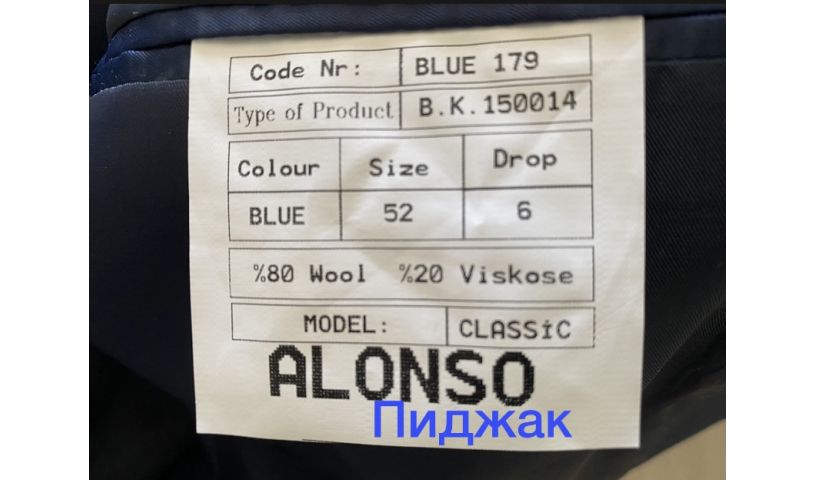 Code Nr: BLUE 179
Type of Product B.K.150014
Colour Size Drop
BLUE 52 6
%80 Wool %20 Viskose
MODEL: CLASSiC
ALONSO
Пиджак